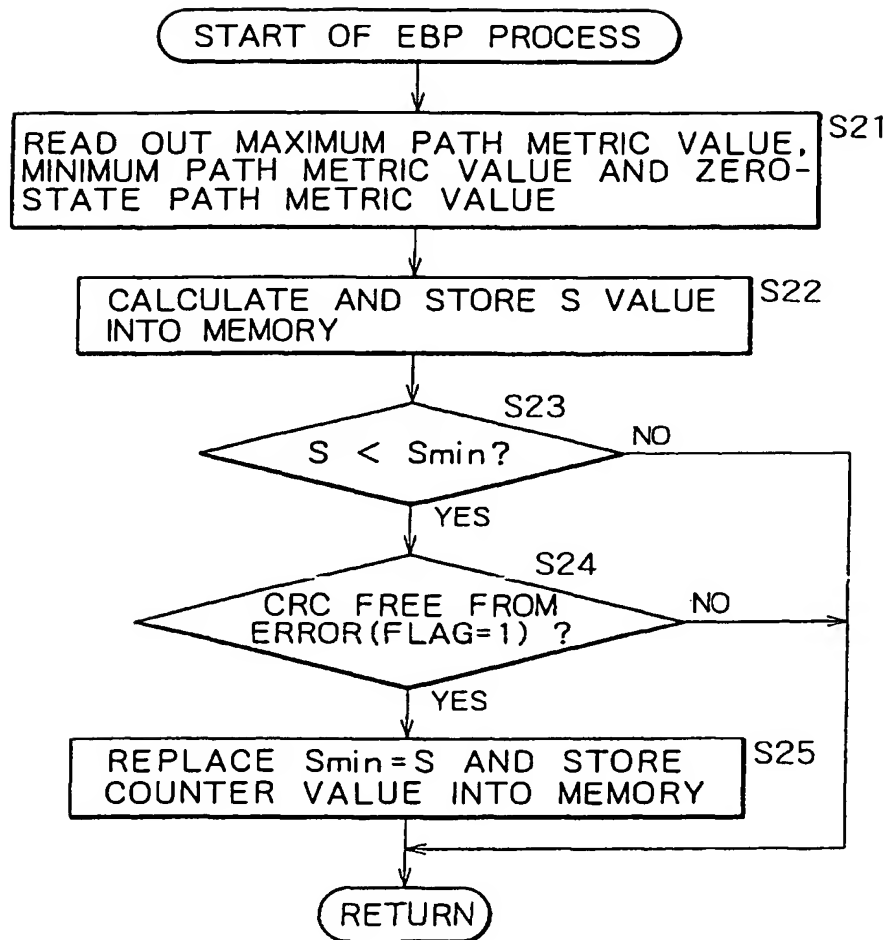 START OF EBP PROCESS
S21
READ OUT MAXIMUM PATH METRIC VALUE,
MINIMUM PATH METRIC VALUE AND ZERO-
STATE PATH METRIC VALUE
S22
CALCULATE AND STORE S VALUE
INTO MEMORY
S23
S < Smin?
NO
YES
S24
CRC FREE FROM
ERROR(FLAG=1) ?
NO
YES
S25
REPLACE Smin=S AND STORE
COUNTER VALUE INTO MEMORY
RETURN